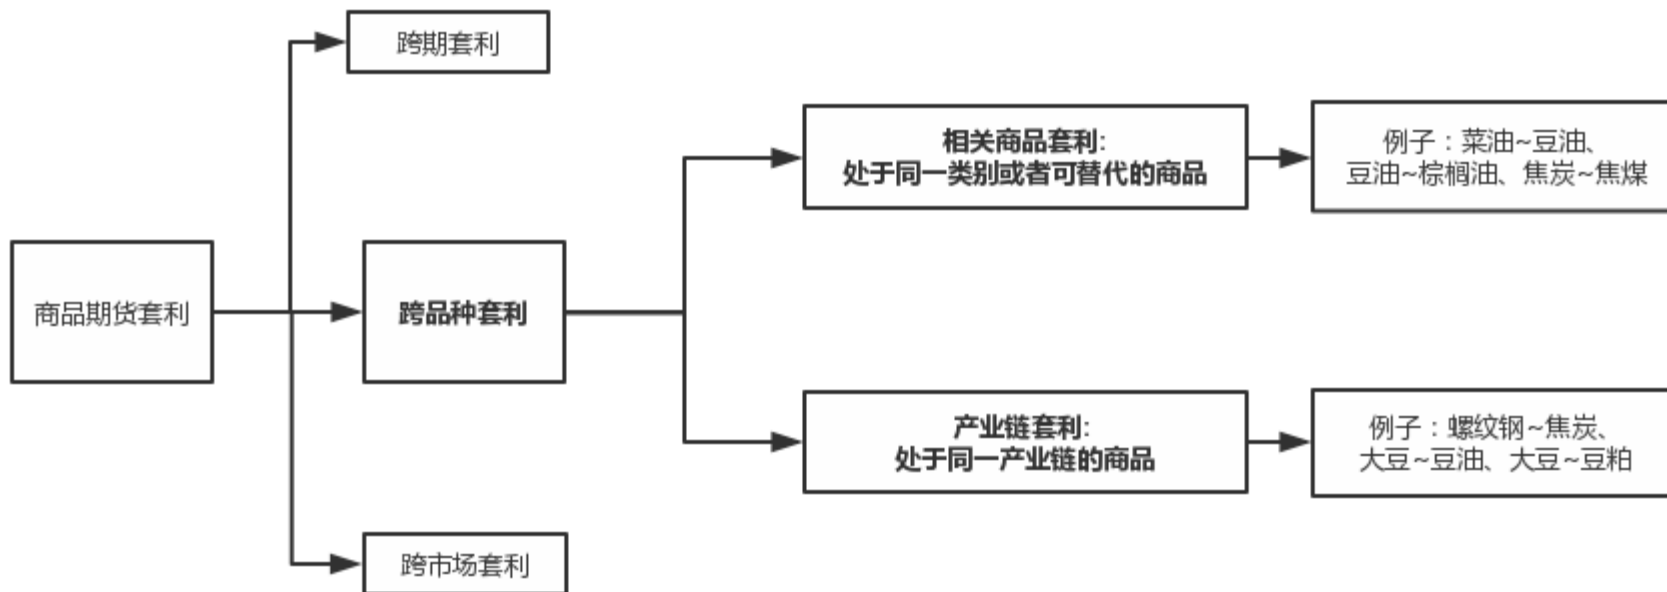 跨期套利
相关商品套利:
处于同一类别或者可替代的商品
例子：菜油~豆油、
豆油~棕榈油、焦炭~焦煤
商品期货套利
跨品种套利
产业链套利:
处于同一产业链的商品
例子：螺纹钢~焦炭、
大豆~豆油、大豆~豆粕
跨市场套利